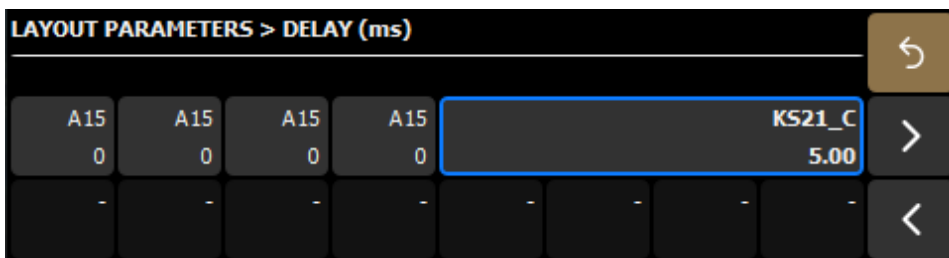 LAYOUT PARAMETERS > DELAY (ms)
A15 A15 A15 A15 KS21_C
0 0 0 0 5.00
- - - - - - - -